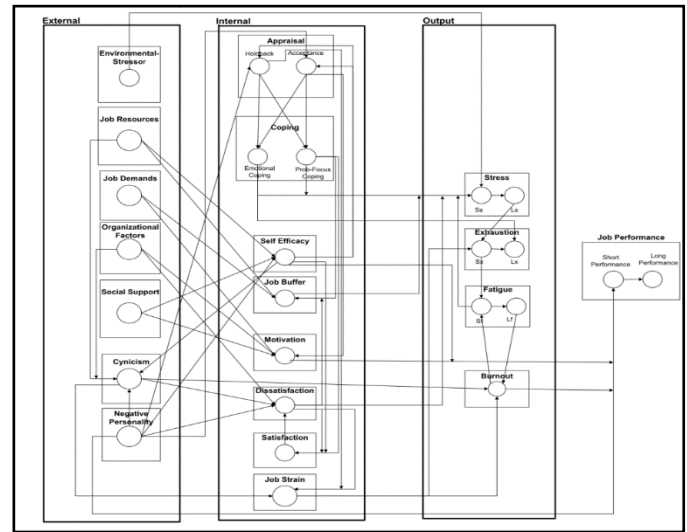 External
Internal
Output
Environmental-
Stressor
Job Resources
Job Demands
Organizational
Factors
Social Support
Cynicism
Negative
Personality
Appraisal
Holdback
Acceptance
Coping
Emotional
Coping
Prob-Focus
Coping
Self Efficacy
Job Buffer
Motivation
Dissatisfaction
Satisfaction
Job Strain
Stress
Ss
Ls
Exhaustion
Sx
Lx
Fatigue
Sf
Lf
Burnout
Job Performance
Short
Performance
Long
Performance